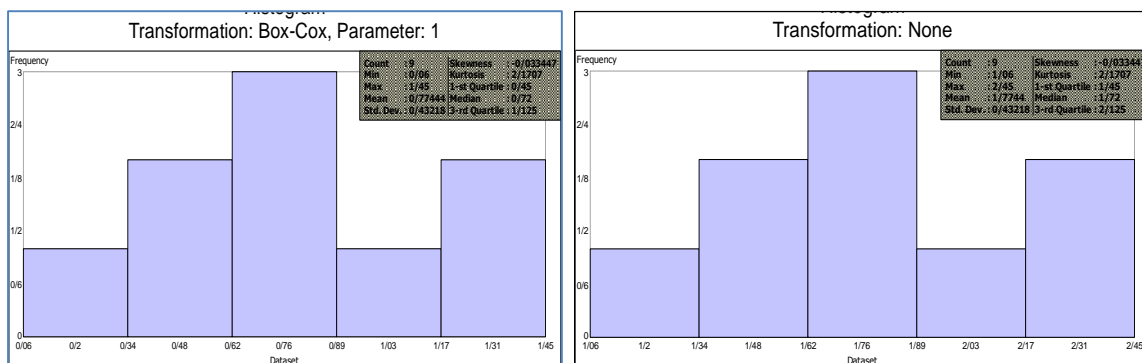 Histogram
Transformation: Box-Cox, Parameter: 1
Frequency
Count : 9 Skewness : -0/033447
Min : 0/06 Kurtosis : 2/1707
Max : 1/45 1-st Quartile : 0/45
Mean : 0/77444 Median : 0/72
Std. Dev. : 0/43218 3-rd Quartile : 1/125
3
2/4
1/8
1/2
0/6
0
0/06 0/2 0/34 0/48 0/62 0/76 0/89 1/03 1/17 1/31 1/45
Dataset
Histogram
Transformation: None
Frequency
Count : 9 Skewness : -0/03344
Min : 1/06 Kurtosis : 2/1707
Max : 2/45 1-st Quartile : 1/45
Mean : 1/7744 Median : 1/72
Std. Dev. : 0/43218 3-rd Quartile : 2/125
3
2/4
1/8
1/2
0/6
0
1/06 1/2 1/34 1/48 1/62 1/76 1/89 2/03 2/17 2/31 2/45
Dataset